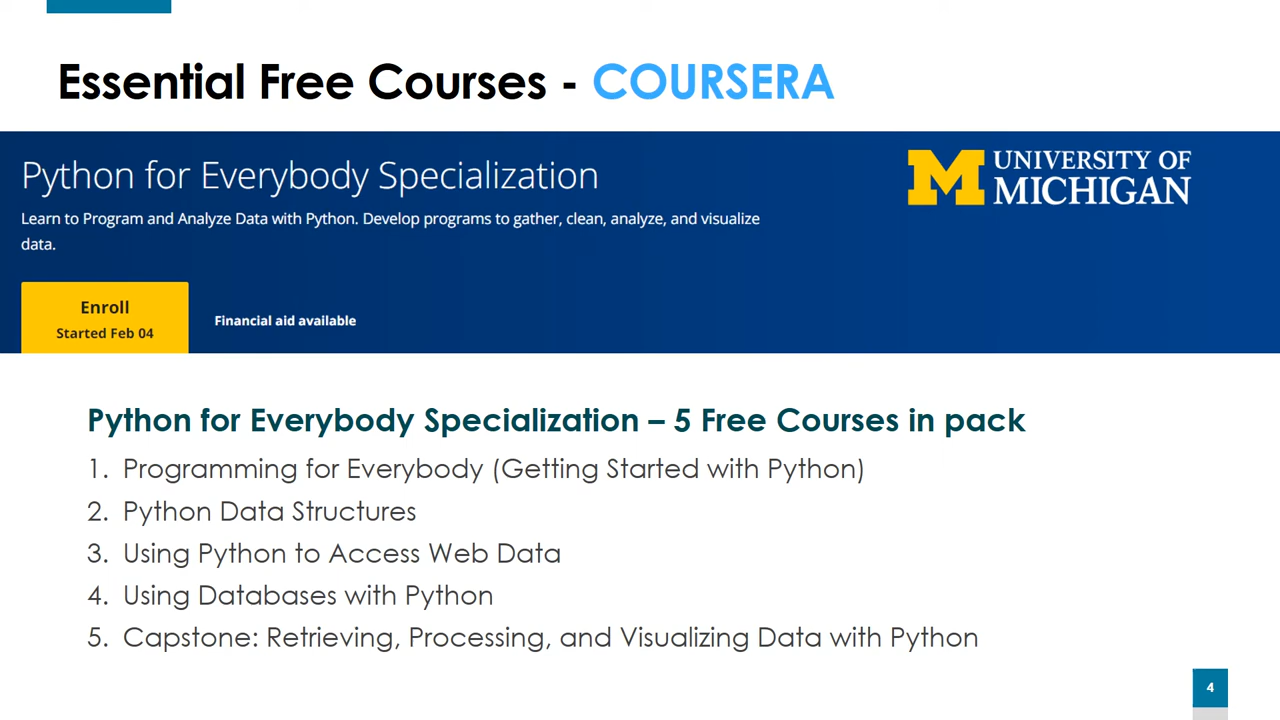 Essential Free Courses - COURSERA
Python for Everybody Specialization
UNIVERSITY OF
MICHIGAN
Learn to Program and Analyze Data with Python. Develop programs to gather, clean, analyze, and visualize
data.
Enroll
Started Feb 04
Financial aid available
Python for Everybody Specialization – 5 Free Courses in pack
1. Programming for Everybody (Getting Started with Python)
2. Python Data Structures
3. Using Python to Access Web Data
4. Using Databases with Python
5. Capstone: Retrieving, Processing, and Visualizing Data with Python
4